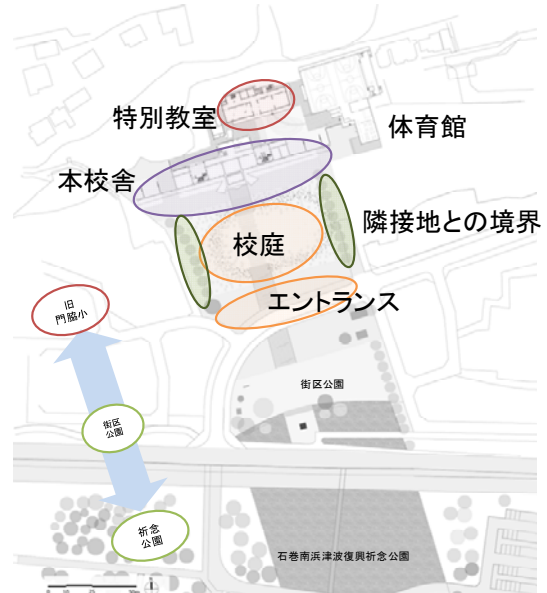 特別教室
体育館
本校舎
隣接地との境界
校庭
エントランス
旧
門脇小
街区公園
街区
公園
祈念
公園
石巻南浜津波復興祈念公園